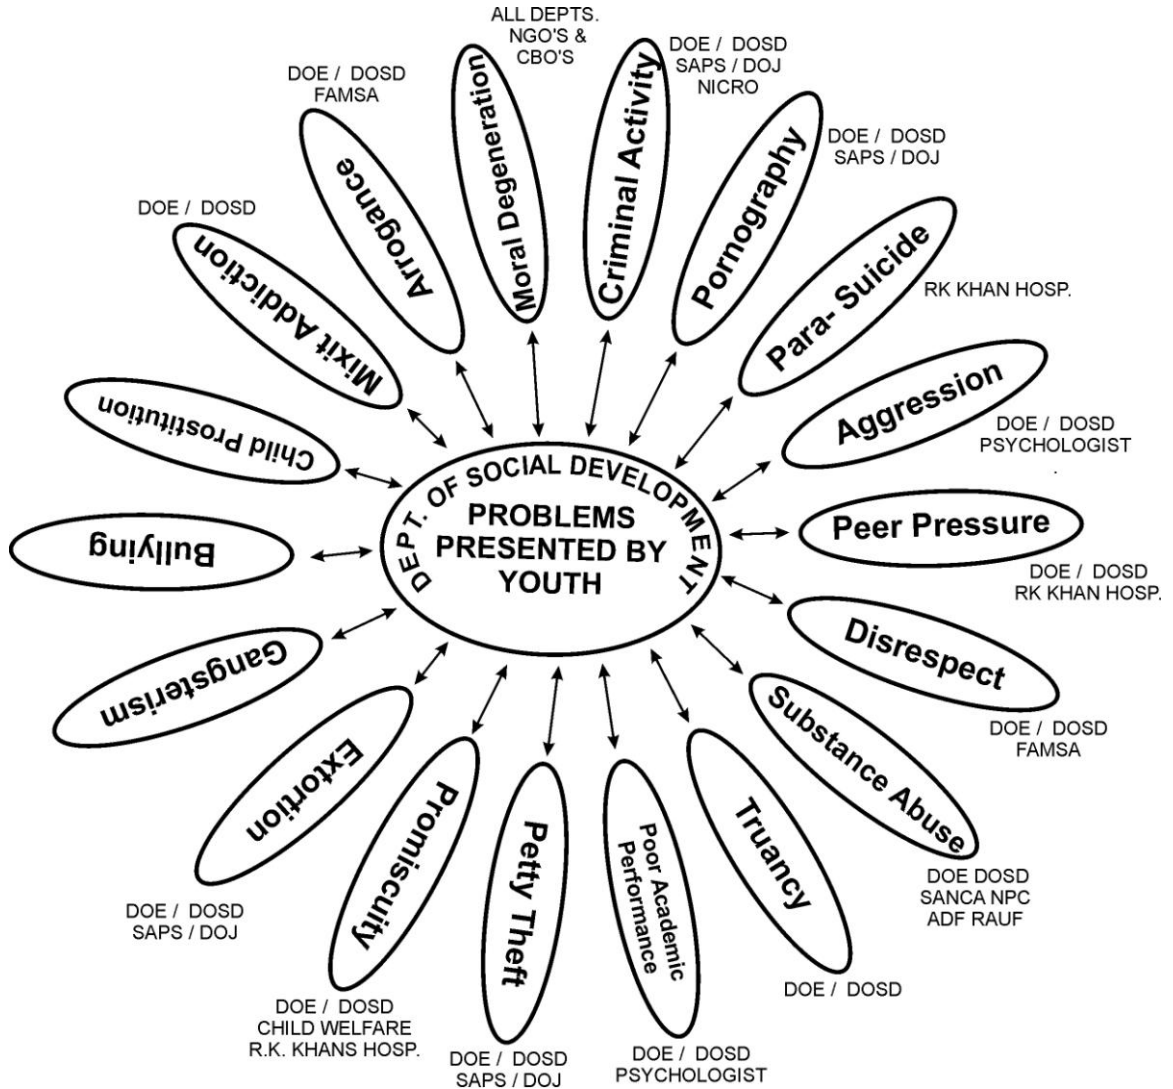 ALL DEPTS.
NGO'S &
CBO'S
Moral Degeneration
DOE / DOSD
SAPS / DOJ
NICRO
Criminal Activity
DOE / DOSD
SAPS / DOJ
Pornography
RK KHAN HOSP.
Para- Suicide
Aggression
DOE / DOSD
PSYCHOLOGIST
Peer Pressure
DOE / DOSD
RK KHAN HOSP.
Disrespect
DOE / DOSD
FAMSA
Substance Abuse
DOE DOSD
SANCA NPC
ADF RAUF
Truancy
DOE / DOSD
Poor Academic
Performance
DOE / DOSD
PSYCHOLOGIST
Petty Theft
DOE / DOSD
SAPS / DOJ
Promiscuity
DOE / DOSD
CHILD WELFARE
R.K. KHANS HOSP.
Extortion
DOE / DOSD
SAPS / DOJ
Gangsterism
Bullying
Child Prostitution
DOE / DOSD
Mixit Addiction
DOE / DOSD
FAMSA
Arrogance
DEPT. OF SOCIAL DEVELOPMENT
PROBLEMS
PRESENTED BY
YOUTH